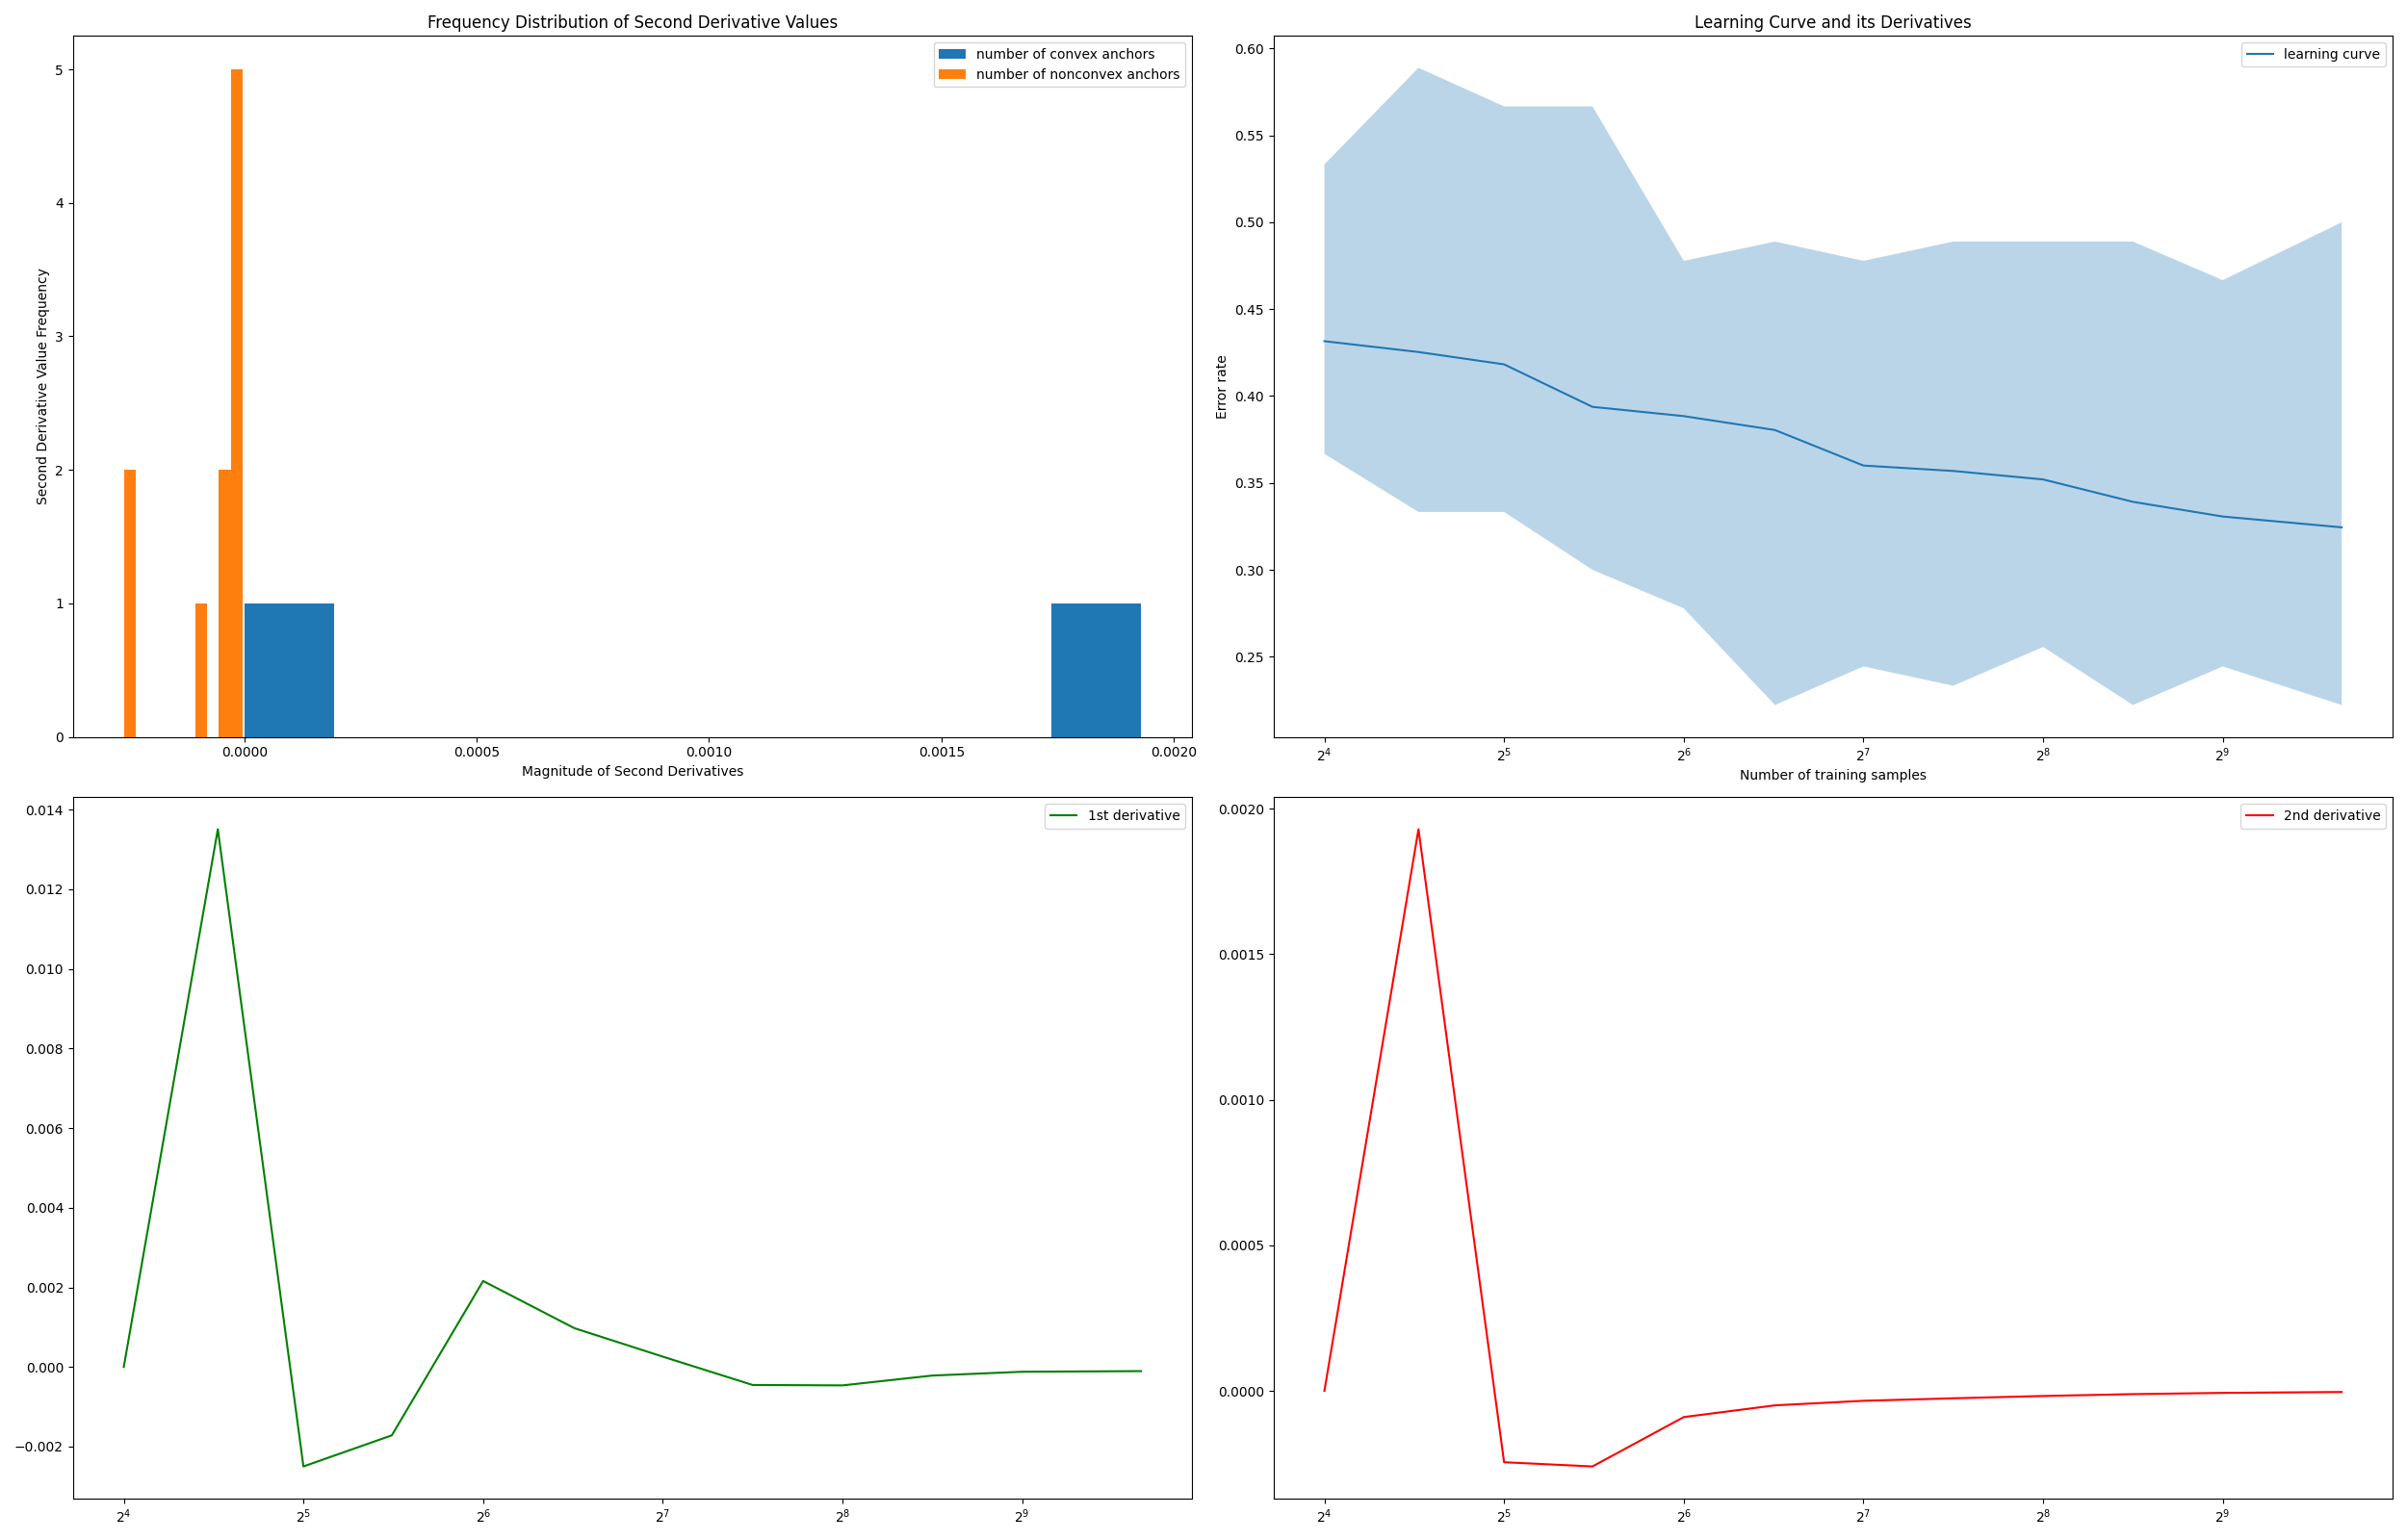 Frequency Distribution of Second Derivative Values
number of convex anchors
number of nonconvex anchors
Second Derivative Value Frequency
5
4
3
2
1
0
0.0000 0.0005 0.0010 0.0015 0.0020
Magnitude of Second Derivatives
Learning Curve and its Derivatives
learning curve
Error rate
0.60
0.55
0.50
0.45
0.40
0.35
0.30
0.25
2⁴ 2⁵ 2⁶ 2⁷ 2⁸ 2⁹
Number of training samples
1st derivative
0.014
0.012
0.010
0.008
0.006
0.004
0.002
0.000
−0.002
2⁴ 2⁵ 2⁶ 2⁷ 2⁸ 2⁹
2nd derivative
0.0020
0.0015
0.0010
0.0005
0.0000
2⁴ 2⁵ 2⁶ 2⁷ 2⁸ 2⁹